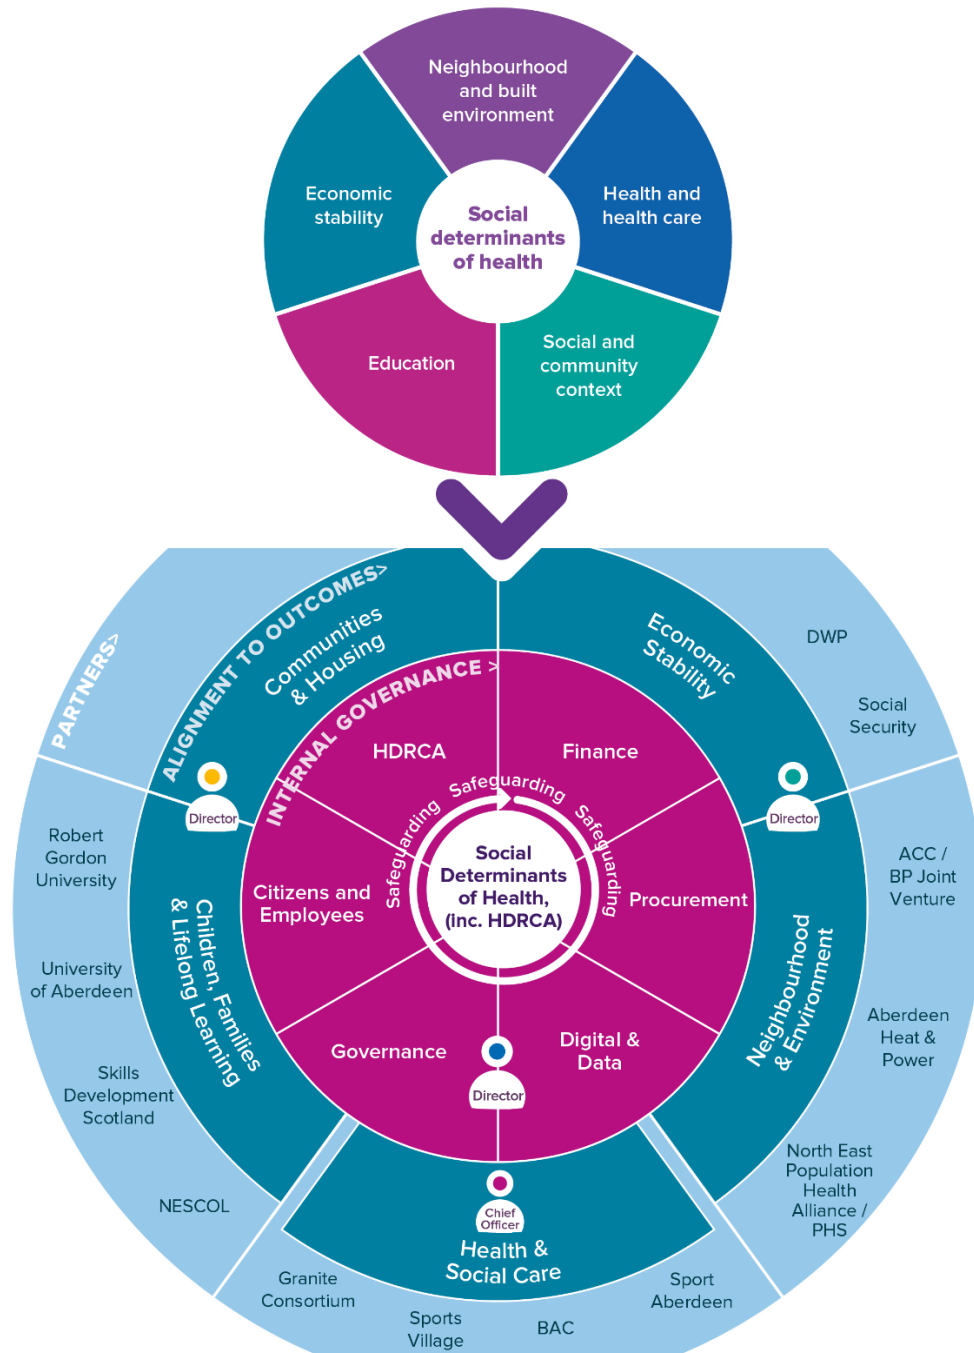 Neighbourhood
and built
environment
Economic
stability
Social
determinants
of health
Health and
health care
Education
Social and
community
context
PARTNERS>
ALIGNMENT TO OUTCOMES>
INTERNAL GOVERNANCE >
Communities
& Housing
Economic
Stability
DWP
Social
Security
HDRCA
Finance
Director
Director
Safeguarding
Safeguarding
Safeguarding
Robert
Gordon
University
Citizens and
Employees
Social
Determinants
of Health,
(inc. HDRCA)
Procurement
ACC /
BP Joint
Venture
Children, Families
& Lifelong Learning
Neighbourhood
& Environment
University
of Aberdeen
Aberdeen
Heat &
Power
Governance
Digital &
Data
Director
Skills
Development
Scotland
North East
Population
Health
Alliance /
PHS
NESCOL
Chief
Officer
Health &
Social Care
Granite
Consortium
Sports
Village
BAC
Sport
Aberdeen